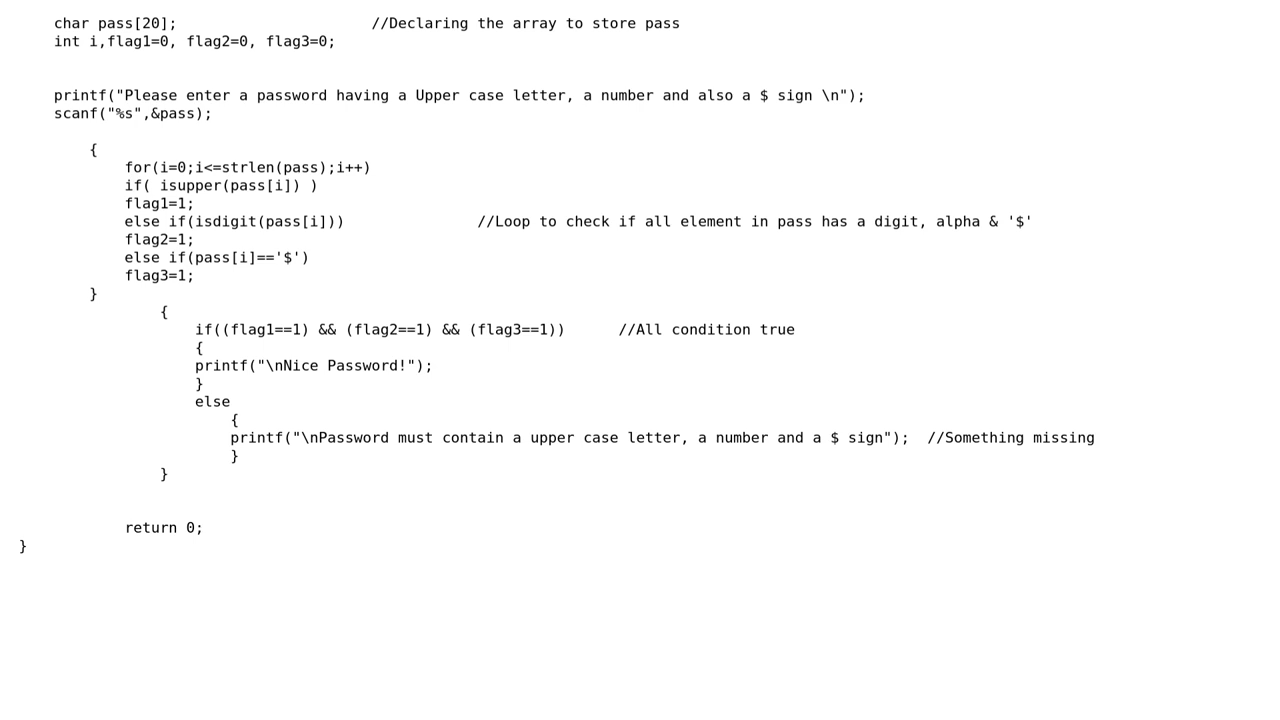 char pass[20];                      //Declaring the array to store pass
int i,flag1=0, flag2=0, flag3=0;
printf("Please enter a password having a Upper case letter, a number and also a $ sign \n");
scanf("%s",&pass);
{
for(i=0;i<=strlen(pass);i++)
if( isupper(pass[i]) )
flag1=1;
else if(isdigit(pass[i]))               //Loop to check if all element in pass has a digit, alpha & '$'
flag2=1;
else if(pass[i]=='$')
flag3=1;
}
{
if((flag1==1) && (flag2==1) && (flag3==1))      //All condition true
{
printf("\nNice Password!");
}
else
{
printf("\nPassword must contain a upper case letter, a number and a $ sign");  //Something missing
}
}
return 0;
}